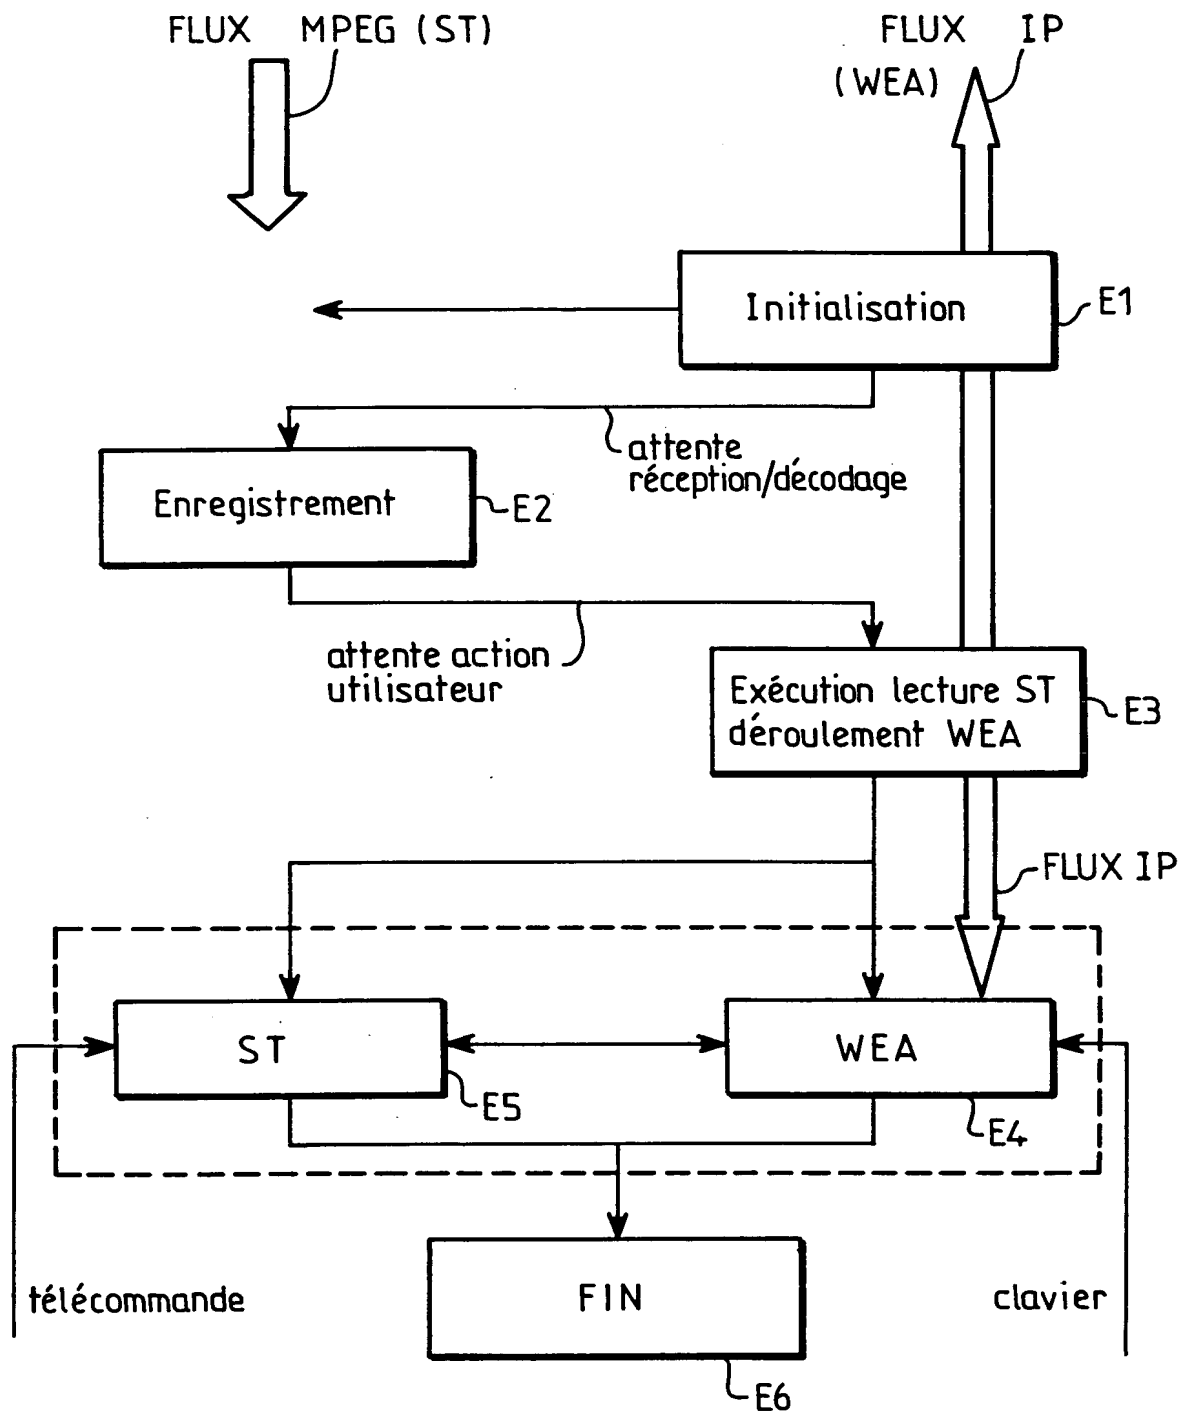 FLUX MPEG (ST)
FLUX IP
(WEA)
Initialisation
E1
attente
réception/décodage
Enregistrement
E2
attente action
utilisateur
Exécution lecture ST
déroulement WEA
E3
FLUX IP
ST
WEA
E5
E4
télécommande
FIN
clavier
E6